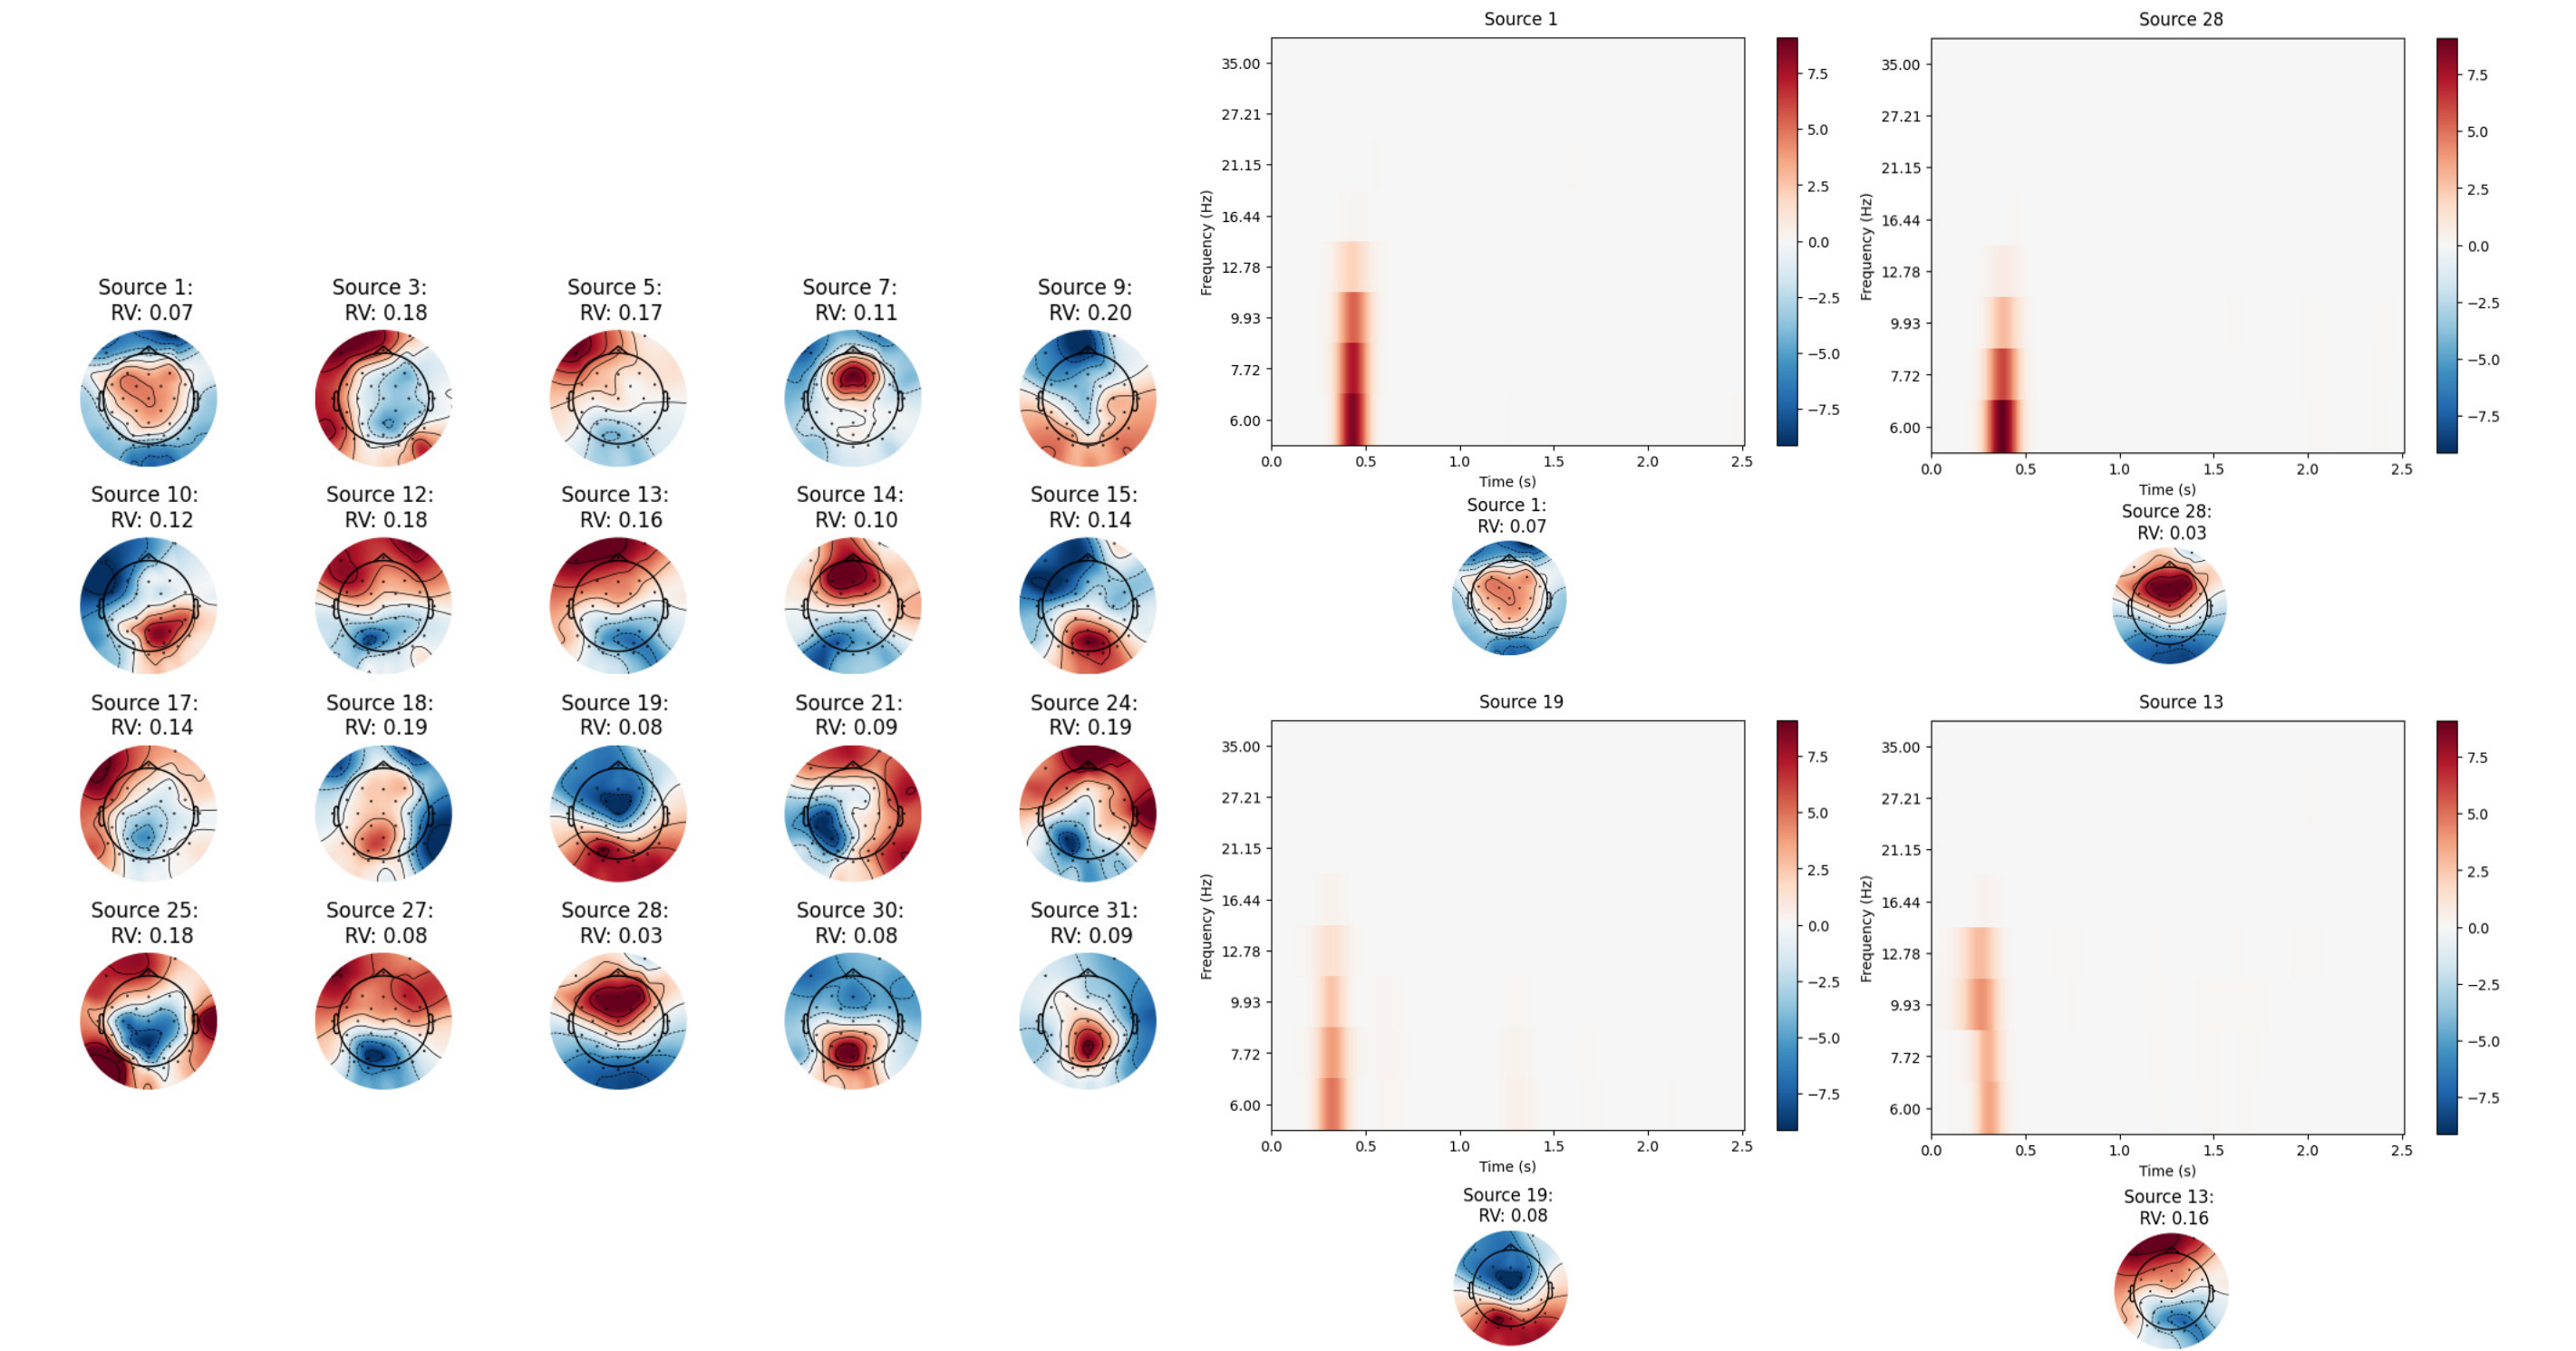 Source 1:
RV: 0.07
Source 3:
RV: 0.18
Source 5:
RV: 0.17
Source 7:
RV: 0.11
Source 9:
RV: 0.20
Source 10:
RV: 0.12
Source 12:
RV: 0.18
Source 13:
RV: 0.16
Source 14:
RV: 0.10
Source 15:
RV: 0.14
Source 17:
RV: 0.14
Source 18:
RV: 0.19
Source 19:
RV: 0.08
Source 21:
RV: 0.09
Source 24:
RV: 0.19
Source 25:
RV: 0.18
Source 27:
RV: 0.08
Source 28:
RV: 0.03
Source 30:
RV: 0.08
Source 31:
RV: 0.09
Source 1
Frequency (Hz)
35.00
27.21
21.15
16.44
12.78
9.93
7.72
6.00
0.0 0.5 1.0 1.5 2.0 2.5
Time (s)
7.5
5.0
2.5
0.0
−2.5
−5.0
−7.5
Source 1:
RV: 0.07
Source 28
Frequency (Hz)
35.00
27.21
21.15
16.44
12.78
9.93
7.72
6.00
0.0 0.5 1.0 1.5 2.0 2.5
Time (s)
7.5
5.0
2.5
0.0
−2.5
−5.0
−7.5
Source 28:
RV: 0.03
Source 19
Frequency (Hz)
35.00
27.21
21.15
16.44
12.78
9.93
7.72
6.00
0.0 0.5 1.0 1.5 2.0 2.5
Time (s)
7.5
5.0
2.5
0.0
−2.5
−5.0
−7.5
Source 19:
RV: 0.08
Source 13
Frequency (Hz)
35.00
27.21
21.15
16.44
12.78
9.93
7.72
6.00
0.0 0.5 1.0 1.5 2.0 2.5
Time (s)
7.5
5.0
2.5
0.0
−2.5
−5.0
−7.5
Source 13:
RV: 0.16